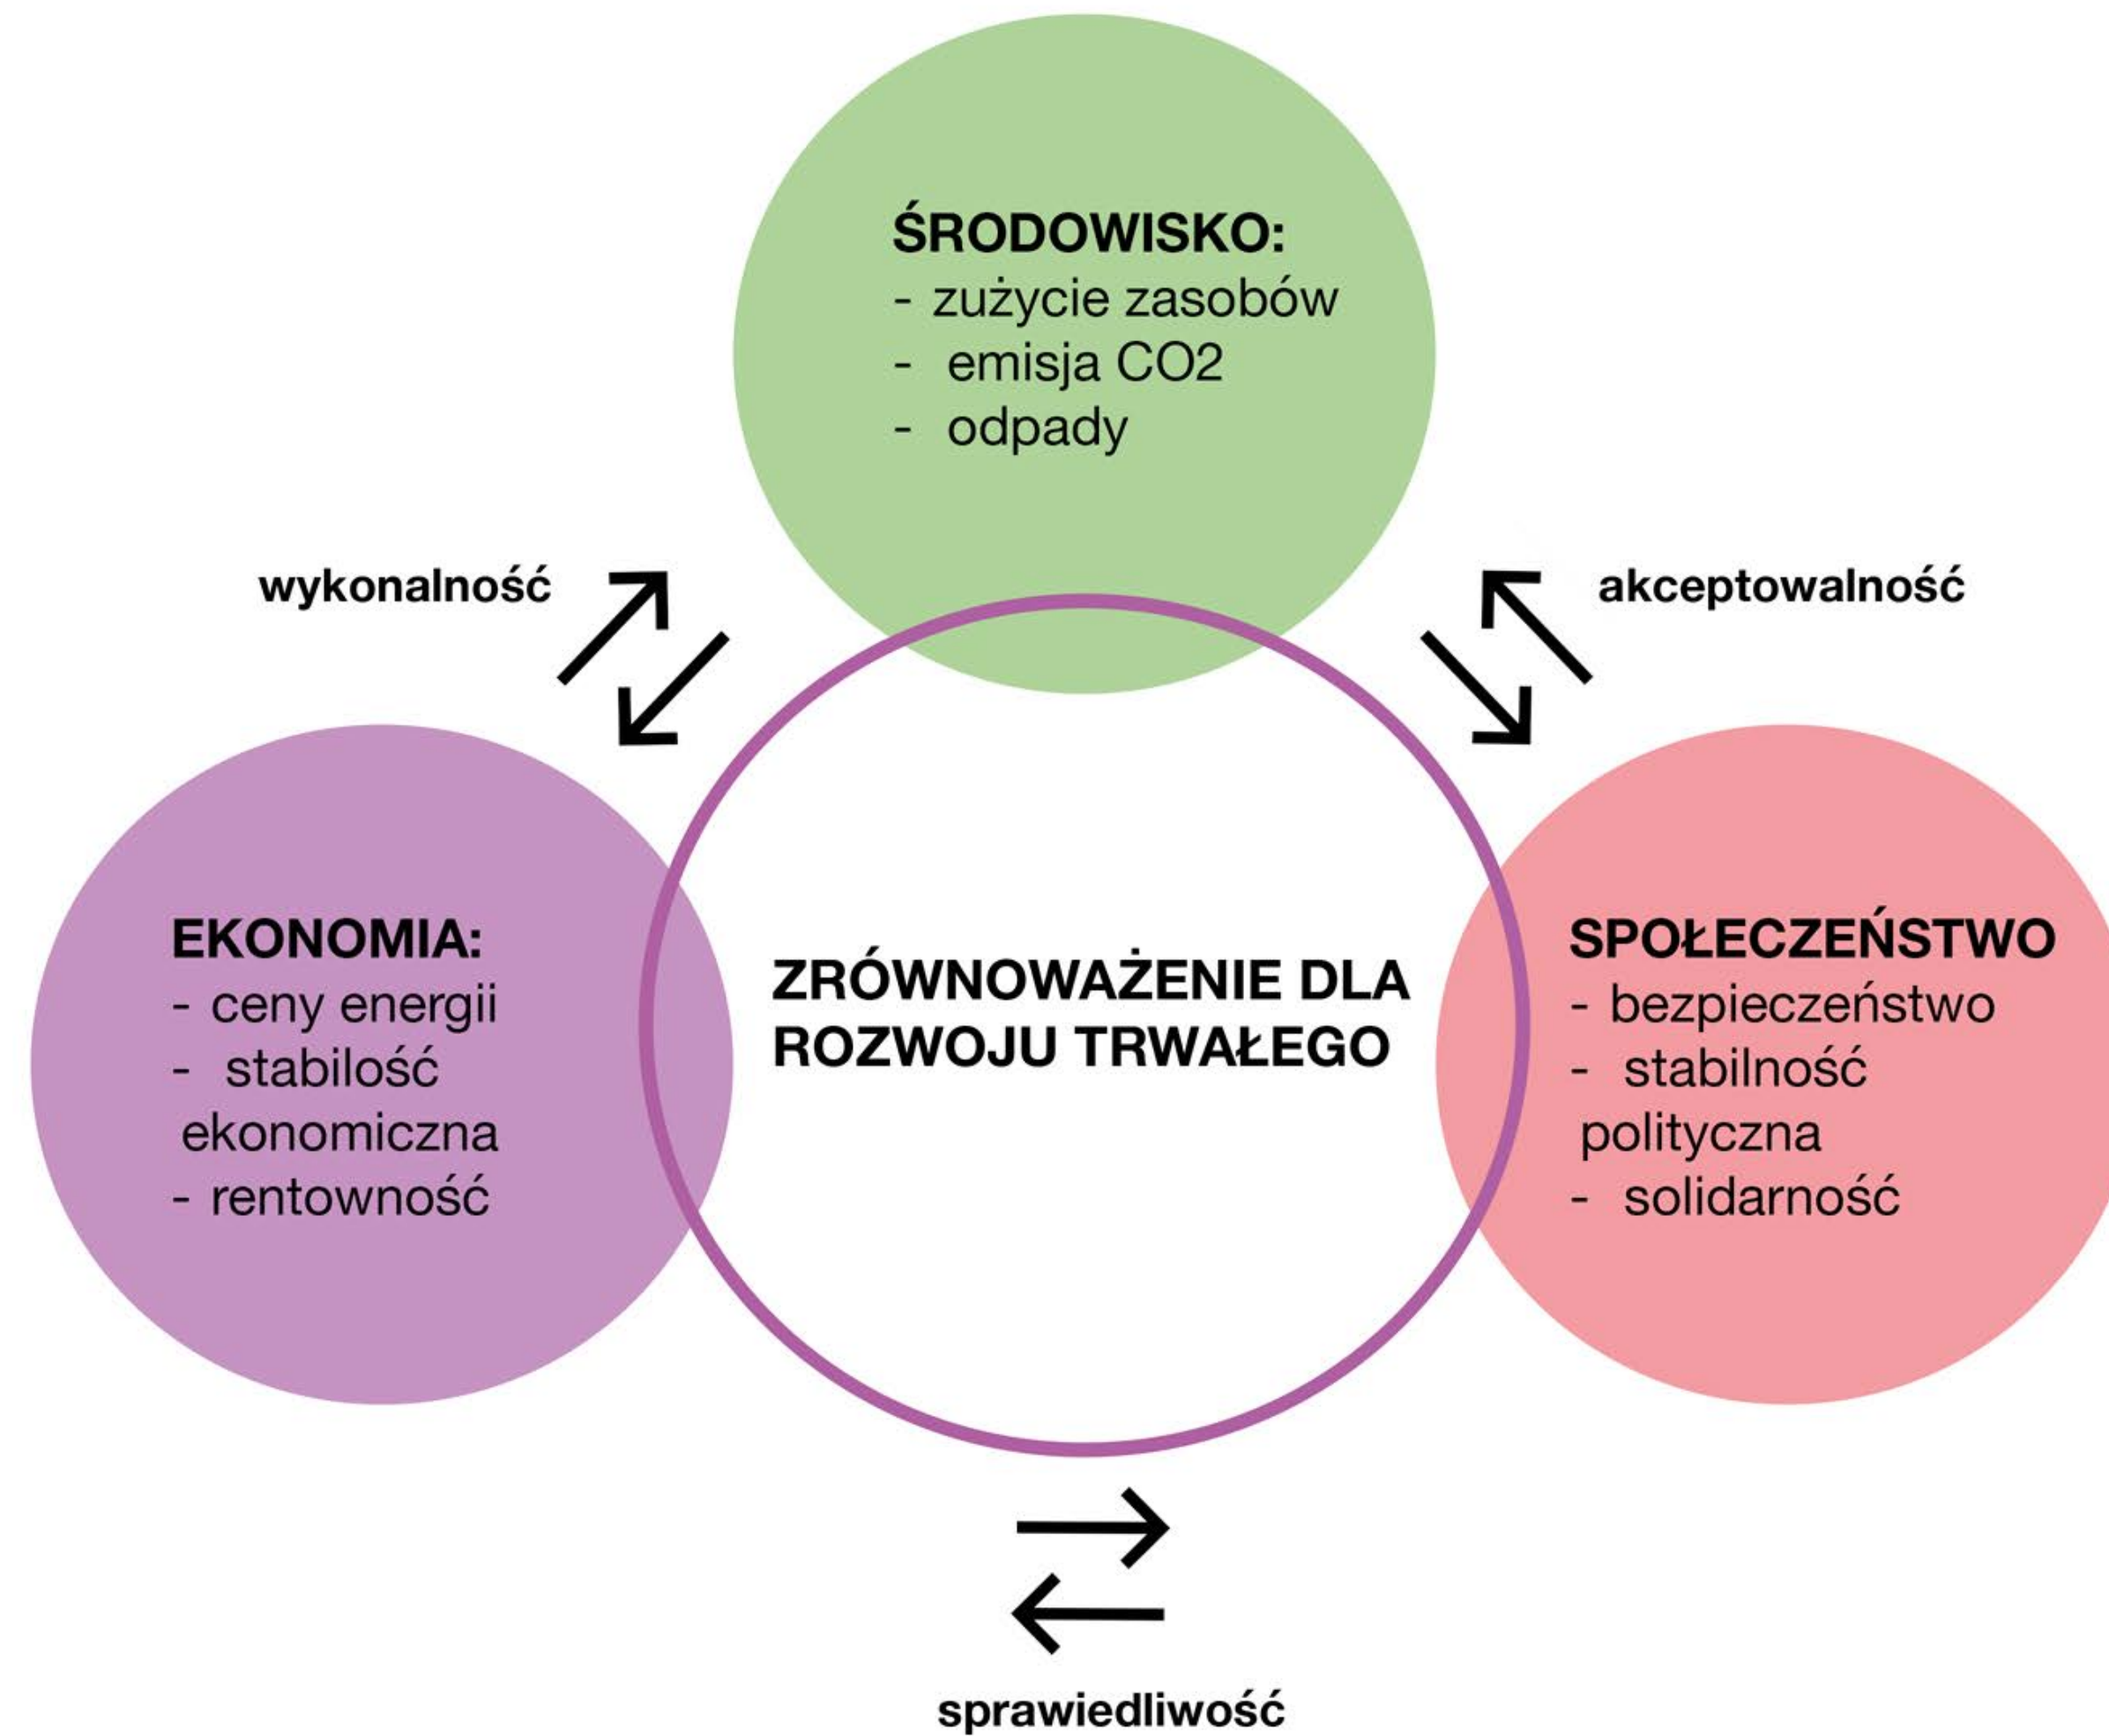 ŚRODOWISKO:
- zużycie zasobów
- emisja CO2
- odpady
wykonalność
akceptowalność
EKONOMIA:
- ceny energii
- stabilość
ekonomiczna
- rentowność
ZRÓWNOWAŻENIE DLA
ROZWOJU TRWAŁEGO
SPOŁECZEŃSTWO
- bezpieczeństwo
- stabilność
polityczna
- solidarność
sprawiedliwość